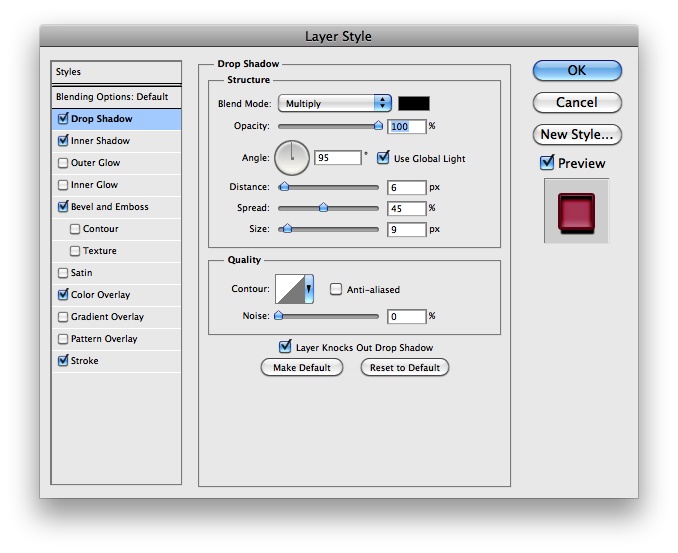 Layer Style
Styles
Blending Options: Default
Drop Shadow
Inner Shadow
Outer Glow
Inner Glow
Bevel and Emboss
Contour
Texture
Satin
Color Overlay
Gradient Overlay
Pattern Overlay
Stroke
Drop Shadow
Structure
Blend Mode: Multiply
Opacity: 100 %
Angle: 95 ° Use Global Light
Distance: 6 px
Spread: 45 %
Size: 9 px
Quality
Contour: Anti-aliased
Noise: 0 %
Layer Knocks Out Drop Shadow
Make Default Reset to Default
OK
Cancel
New Style...
Preview